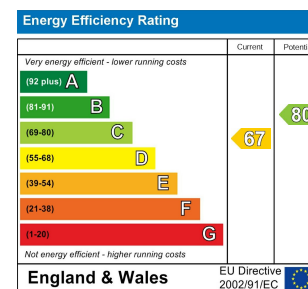 Energy Efficiency Rating
Current Potenti
Very energy efficient - lower running costs
(92 plus) A
(81-91) B
80
(69-80) C
67
(55-68) D
(39-54) E
(21-38) F
(1-20) G
Not energy efficient - higher running costs
England & Wales
EU Directive
2002/91/EC